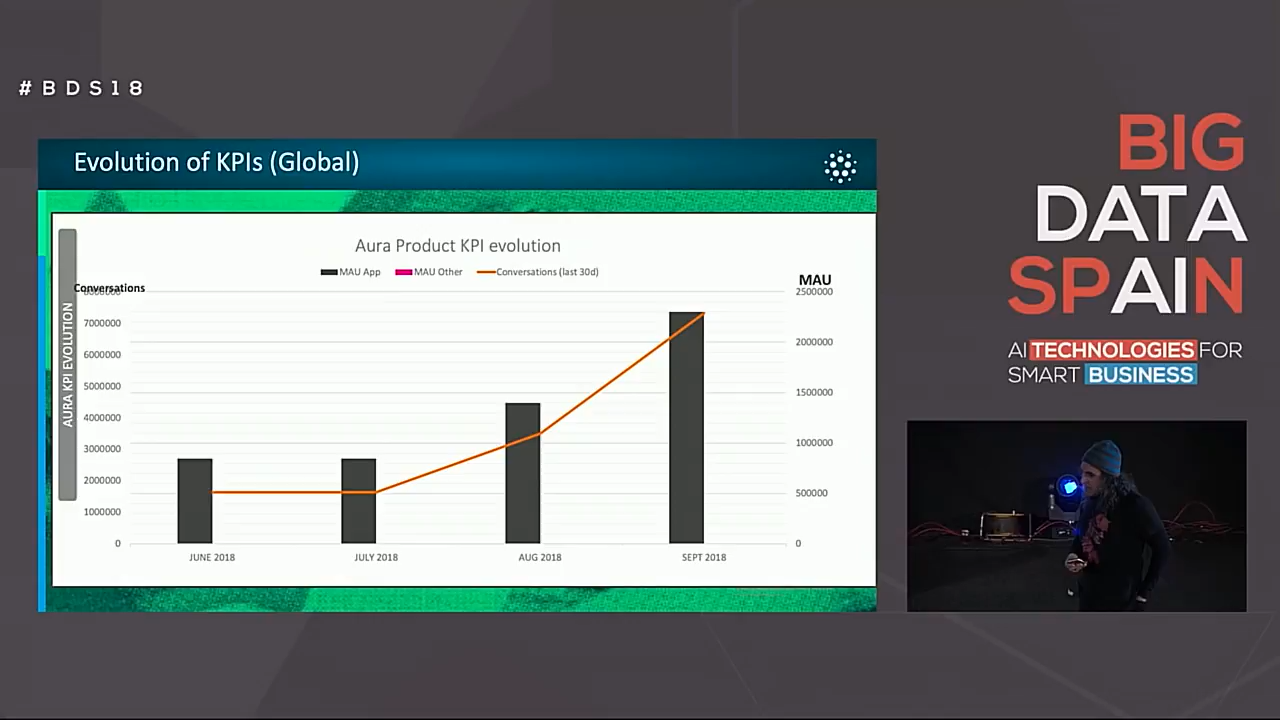 #BDS18
Evolution of KPIs (Global)
Aura Product KPI evolution
MAU App
MAU Other
Conversations (last 30d)
Conversations
MAU
AURA KPI EVOLUTION
8000000
7000000
6000000
5000000
4000000
3000000
2000000
1000000
0
2500000
2000000
1500000
1000000
500000
0
JUNE 2018
JULY 2018
AUG 2018
SEPT 2018
BIG
DATA
SPAIN
AI TECHNOLOGIES FOR
SMART BUSINESS